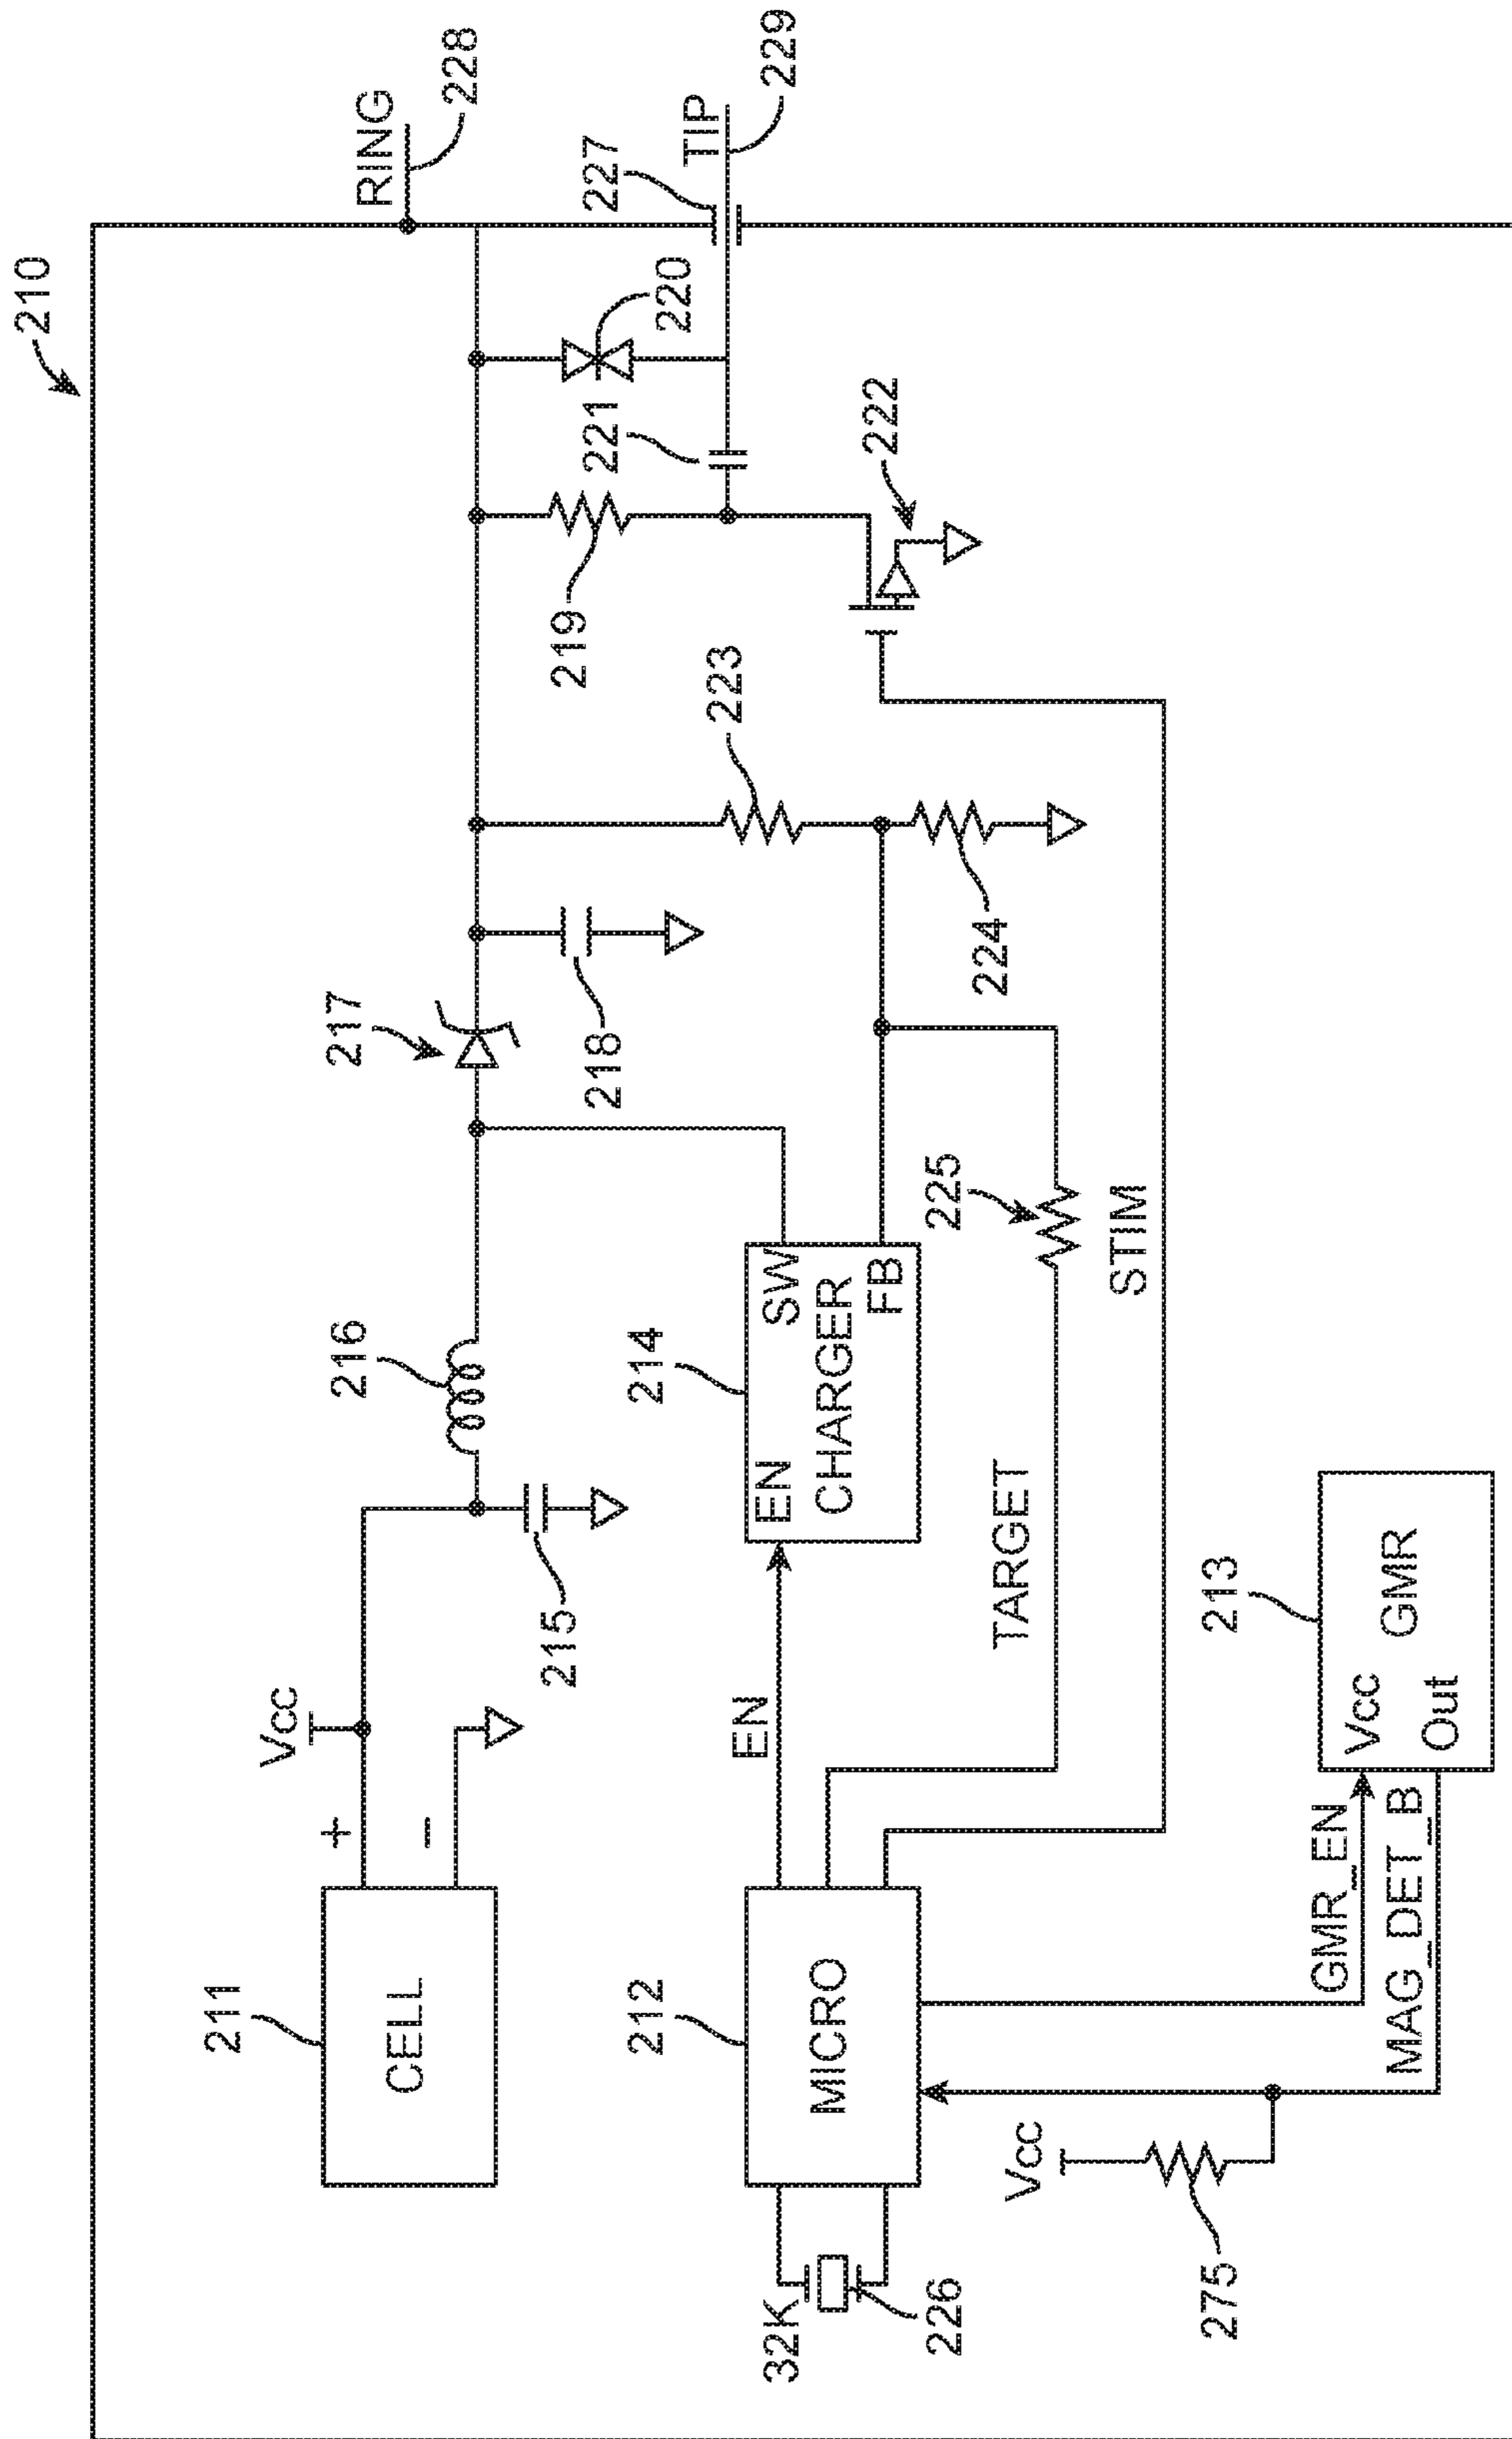 210
RING
228
227
TIP
229
220
221
222
219
223
224
217
218
216
225
STIM
214
EN
SW
CHARGER
FB
Vcc
+
−
215
211
CELL
EN
TARGET
212
MICRO
213
Vcc
GMR
Out
GMR_EN
MAG_DET_B
32K
226
Vcc
275